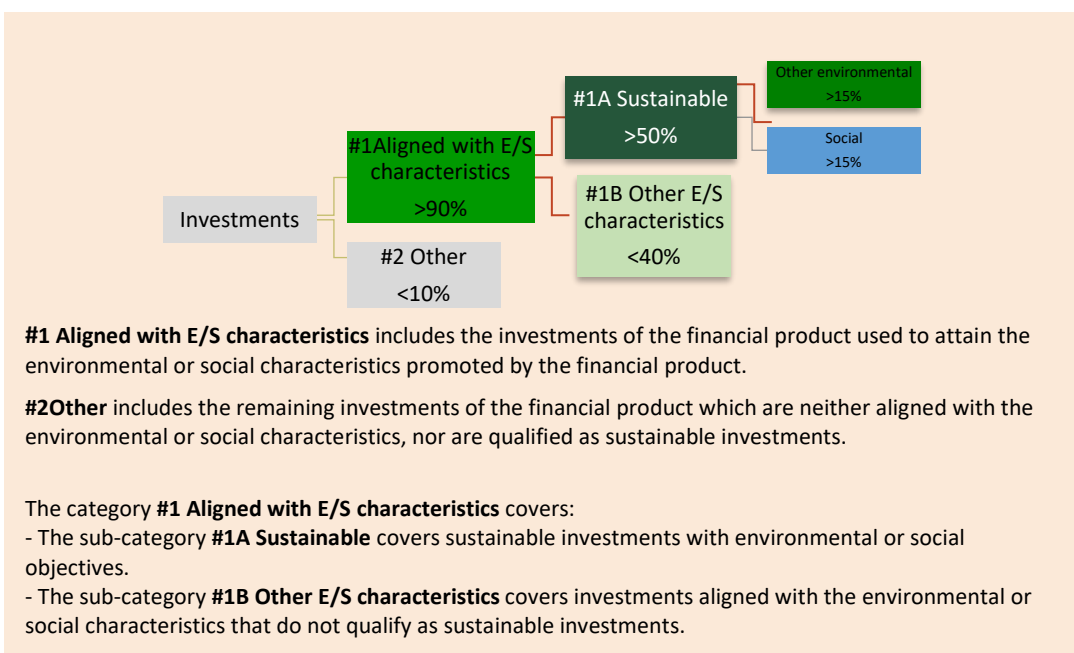 Other environmental
>15%
#1A Sustainable
>50%
Social
>15%
#1Aligned with E/S
characteristics
>90%
#1B Other E/S
characteristics
<40%
Investments
#2 Other
<10%
#1 Aligned with E/S characteristics includes the investments of the financial product used to attain the
environmental or social characteristics promoted by the financial product.
#2Other includes the remaining investments of the financial product which are neither aligned with the
environmental or social characteristics, nor are qualified as sustainable investments.
The category #1 Aligned with E/S characteristics covers:
- The sub-category #1A Sustainable covers sustainable investments with environmental or social
objectives.
- The sub-category #1B Other E/S characteristics covers investments aligned with the environmental or
social characteristics that do not qualify as sustainable investments.